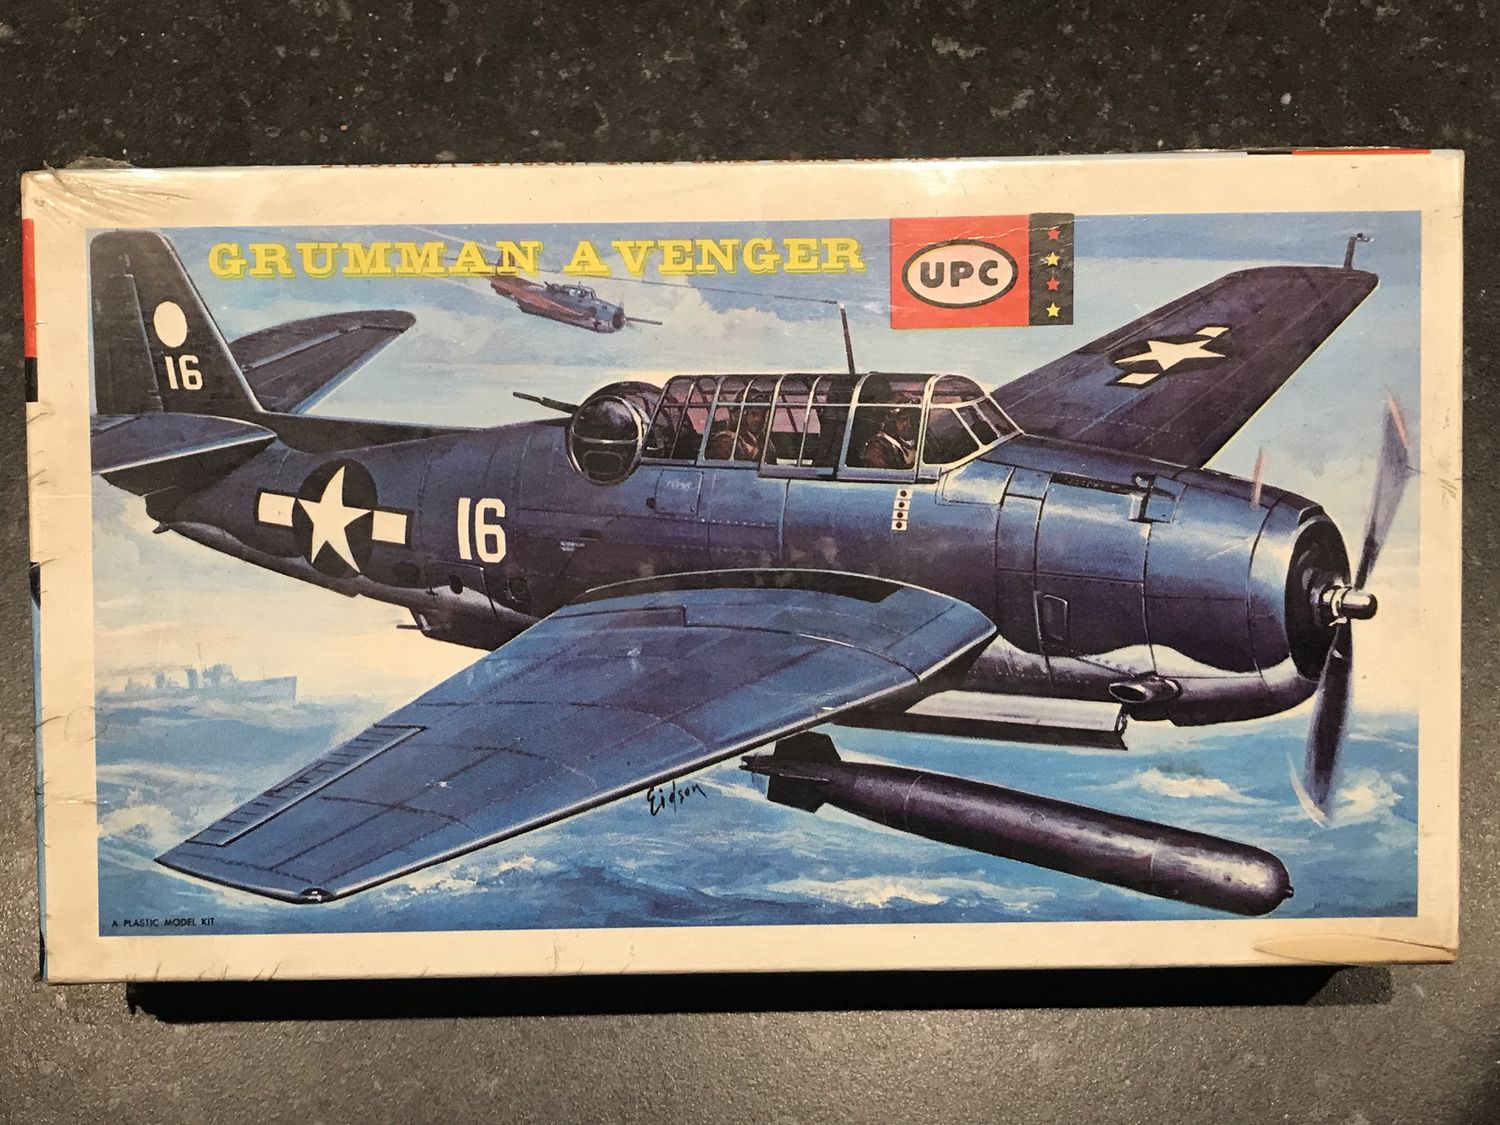 GRUMMAN AVENGER
UPC
16
16
Eidson
A PLASTIC MODEL KIT